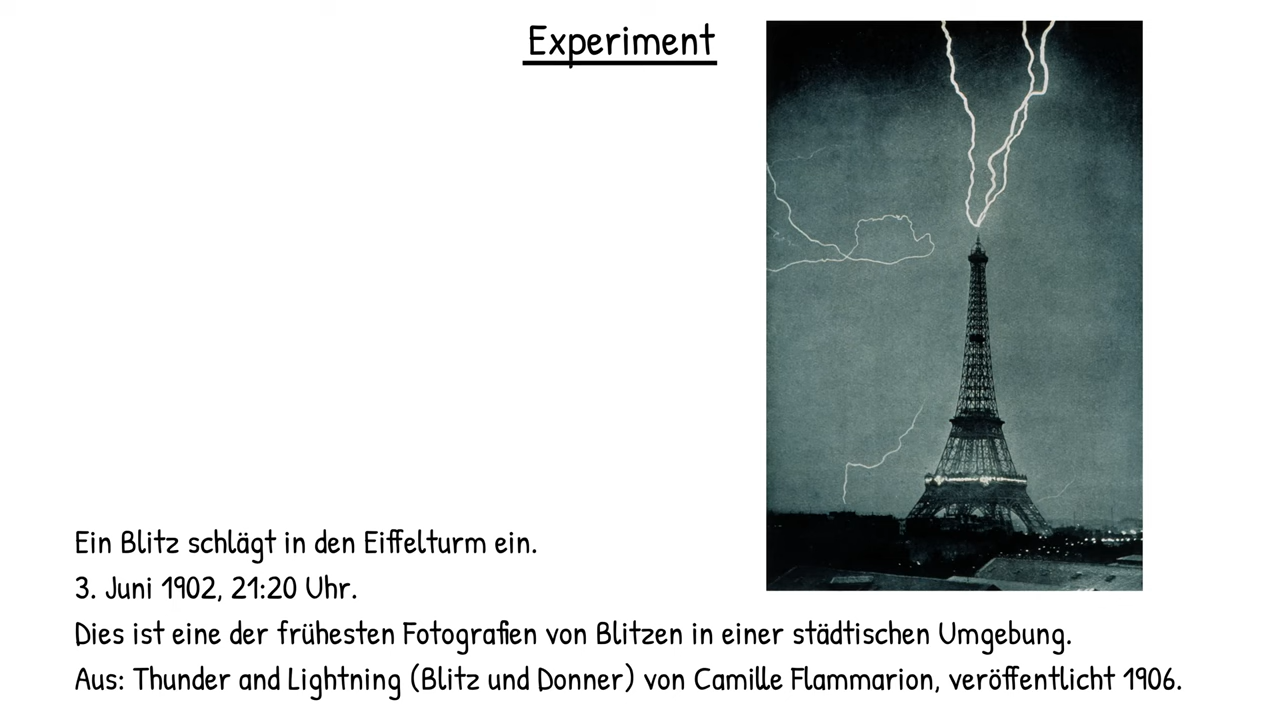 Experiment
Ein Blitz schlägt in den Eiffelturm ein.
3. Juni 1902, 21:20 Uhr.
Dies ist eine der frühesten Fotografien von Blitzen in einer städtischen Umgebung.
Aus: Thunder and Lightning (Blitz und Donner) von Camille Flammarion, veröffentlicht 1906.